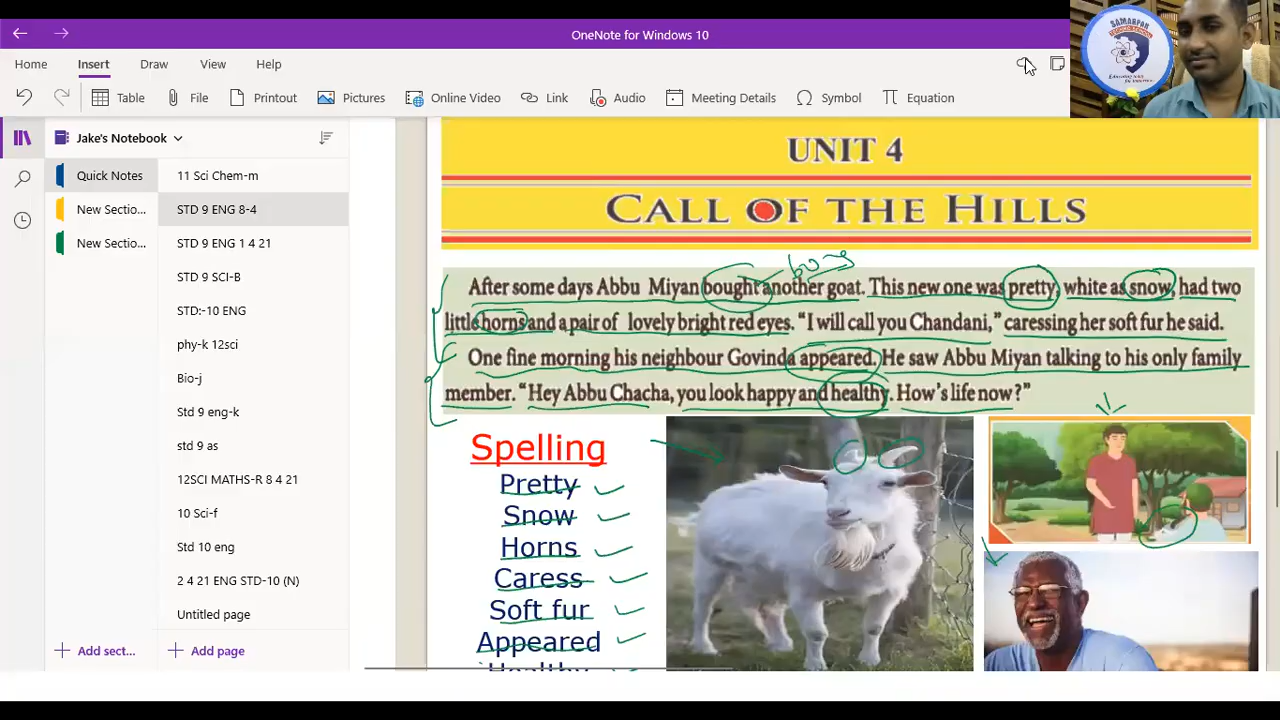 OneNote for Windows 10
SAMARPAN
Home Insert Draw View Help
Table File Printout Pictures Online Video Link Audio Meeting Details Symbol Equation
Jake's Notebook
Quick Notes
New Sectio...
New Sectio...
11 Sci Chem-m
STD 9 ENG 8-4
STD 9 ENG 1 4 21
STD 9 SCI-B
STD:-10 ENG
phy-k 12sci
Bio-j
Std 9 eng-k
std 9 as
12SCI MATHS-R 8 4 21
10 Sci-f
Std 10 eng
2 4 21 ENG STD-10 (N)
Untitled page
Add sect...
Add page
UNIT 4
CALL OF THE HILLS
After some days Abbu Miyan bought another goat. This new one was pretty, white as snow, had two
little horns and a pair of lovely bright red eyes. “I will call you Chandani,” caressing her soft fur he said.
One fine morning his neighbour Govinda appeared. He saw Abbu Miyan talking to his only family
member. “Hey Abbu Chacha, you look happy and healthy. How's life now?”
Spelling
Pretty
Snow
Horns
Caress
Soft fur
Appeared
Healthy